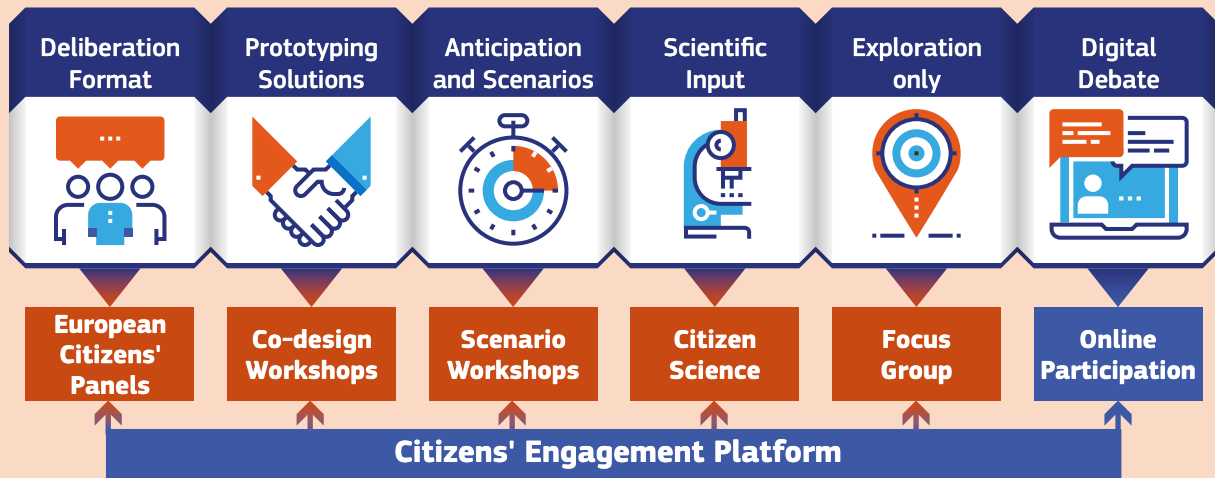 Deliberation
Format
Prototyping
Solutions
Anticipation
and Scenarios
Scientific
Input
Exploration
only
Digital
Debate
European
Citizens'
Panels
Co-design
Workshops
Scenario
Workshops
Citizen
Science
Focus
Group
Online
Participation
Citizens' Engagement Platform